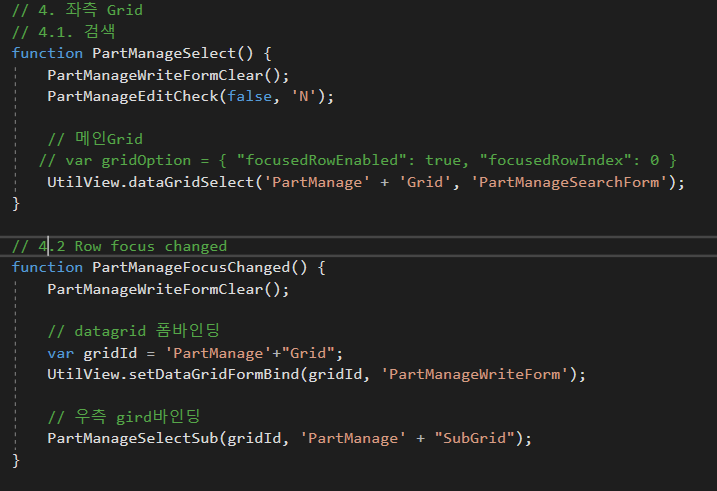 // 4. 좌측 Grid
// 4.1. 검색
function PartManageSelect() {
    PartManageWriteFormClear();
    PartManageEditCheck(false, 'N');
    // 메인Grid
   // var gridOption = { "focusedRowEnabled": true, "focusedRowIndex": 0 }
    UtilView.dataGridSelect('PartManage' + 'Grid', 'PartManageSearchForm');
}
// 4.2 Row focus changed
function PartManageFocusChanged() {
    PartManageWriteFormClear();
    // datagrid 폼바인딩
    var gridId = 'PartManage'+"Grid";
    UtilView.setDataGridFormBind(gridId, 'PartManageWriteForm');
    // 우측 gird바인딩
    PartManageSelectSub(gridId, 'PartManage' + "SubGrid");
}